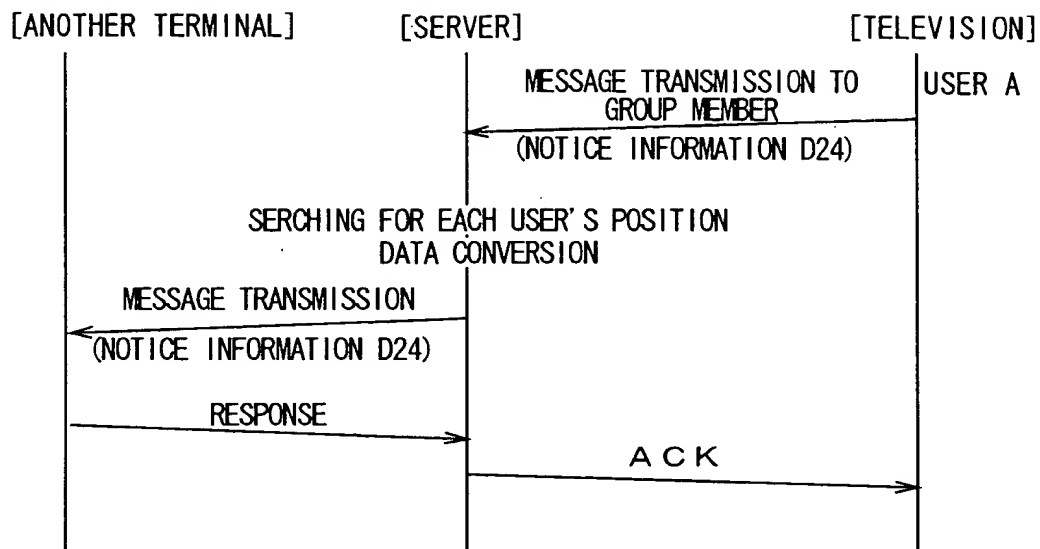 [ANOTHER TERMINAL] [SERVER] [TELEVISION]
MESSAGE TRANSMISSION TO USER A
GROUP MEMBER
(NOTICE INFORMATION D24)
SERCHING FOR EACH USER'S POSITION
DATA CONVERSION
MESSAGE TRANSMISSION
(NOTICE INFORMATION D24)
RESPONSE
ACK